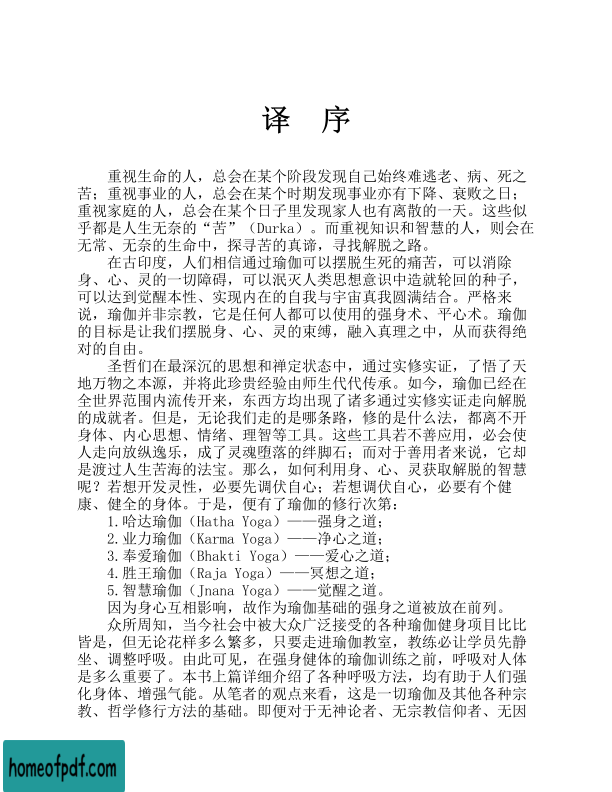 译 序
重视生命的人，总会在某个阶段发现自己始终难逃老、病、死之
苦；重视事业的人，总会在某个时期发现事业亦有下降、衰败之日；
重视家庭的人，总会在某个日子里发现家人也有离散的一天。这些似
乎都是人生无奈的“苦”（Durka）。而重视知识和智慧的人，则会在
无常、无奈的生命中，探寻苦的真谛，寻找解脱之路。
在古印度，人们相信通过瑜伽可以摆脱生死的痛苦，可以消除
身、心、灵的一切障碍，可以泯灭人类思想意识中造就轮回的种子，
可以达到觉醒本性、实现内在的自我与宇宙真我圆满结合。严格来
说，瑜伽并非宗教，它是任何人都可以使用的强身术、平心术。瑜伽
的目标是让我们摆脱身、心、灵的束缚，融入真理之中，从而获得绝
对的自由。
圣哲们在最深沉的思想和禅定状态中，通过实修实证，了悟了天
地万物之本源，并将此珍贵经验由师生代代传承。如今，瑜伽已经在
全世界范围内流传开来，东西方均出现了诸多通过实修实证走向解脱
的成就者。但是，无论我们走的是哪条路，修的是什么法，都离不开
身体、内心思想、情绪、理智等工具。这些工具若不善应用，必会使
人走向放纵逸乐，成了灵魂堕落的绊脚石；而对于善用者来说，它却
是渡过人生苦海的法宝。那么，如何利用身、心、灵获取解脱的智慧
呢？若想开发灵性，必要先调伏自心；若想调伏自心，必要有个健
康、健全的身体。于是，便有了瑜伽的修行次第：
1.哈达瑜伽（Hatha Yoga）——强身之道；
2.业力瑜伽（Karma Yoga）——净心之道；
3.奉爱瑜伽（Bhakti Yoga）——爱心之道；
4.胜王瑜伽（Raja Yoga）——冥想之道；
5.智慧瑜伽（Jnana Yoga）——觉醒之道。
因为身心互相影响，故作为瑜伽基础的强身之道被放在前列。
众所周知，当今社会中被大众广泛接受的各种瑜伽健身项目比比
皆是，但无论花样多么繁多，只要走进瑜伽教室，教练必让学员先静
坐、调整呼吸。由此可见，在强身健体的瑜伽训练之前，呼吸对人体
是多么重要了。本书上篇详细介绍了各种呼吸方法，均有助于人们强
化身体、增强气能。从笔者的观点来看，这是一切瑜伽及其他各种宗
教、哲学修行方法的基础。即便对于无神论者、无宗教信仰者、无因
homeofpdf.com